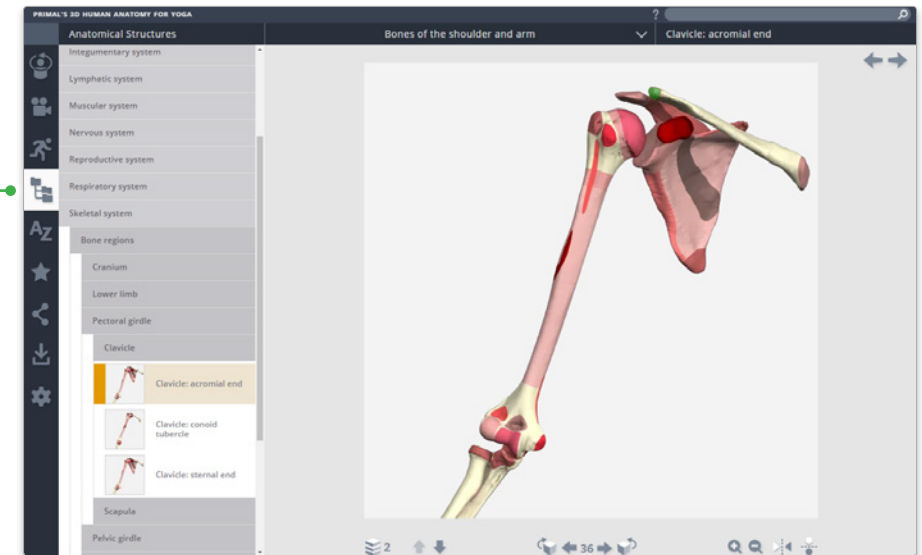 PRIMAL'S 3D HUMAN ANATOMY FOR YOGA
?
Anatomical Structures
Bones of the shoulder and arm
Clavicle: acromial end
Integumentary system
Lymphatic system
Muscular system
Nervous system
Reproductive system
Respiratory system
Skeletal system
Bone regions
Cranium
Lower limb
Pectoral girdle
Clavicle
Clavicle: acromial end
Clavicle: conoid
tubercle
Clavicle: sternal end
Scapula
Pelvic girdle
AZ
2
36